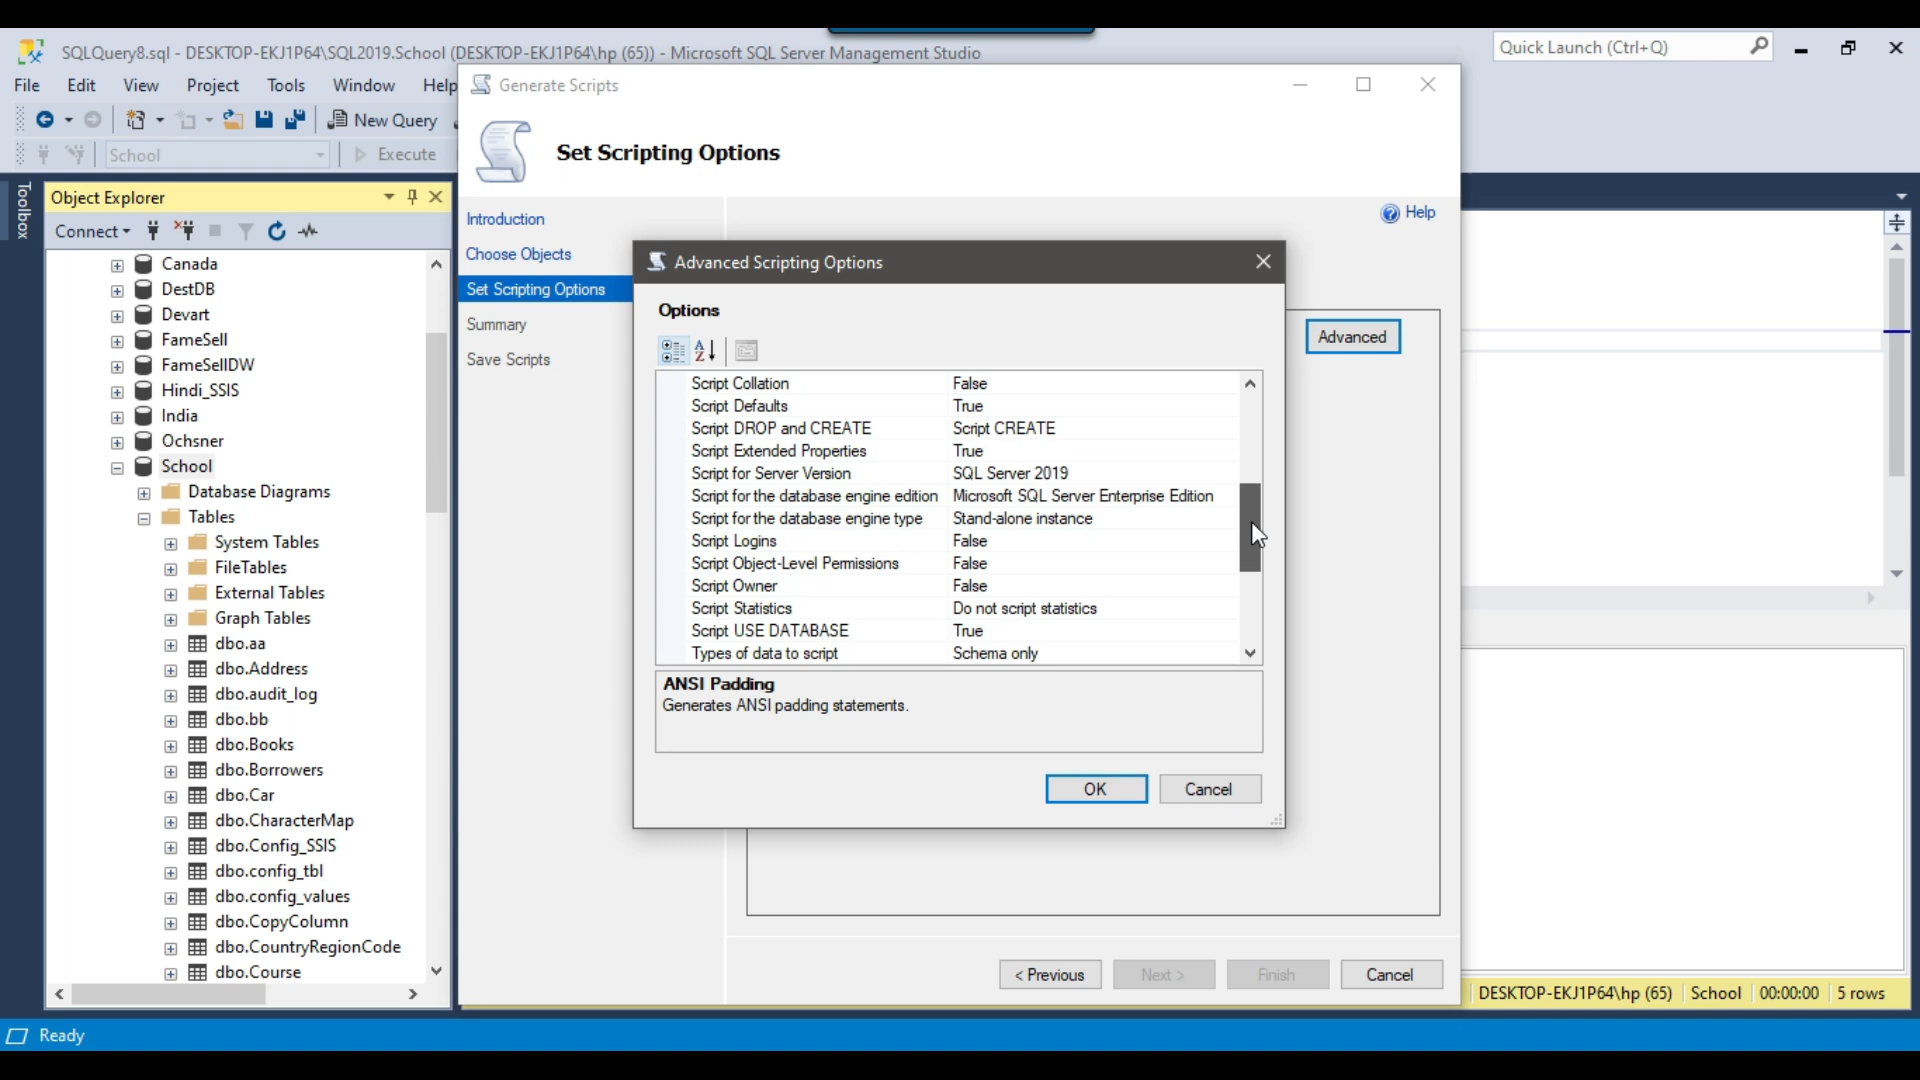 SQLQuery8.sql - DESKTOP-EKJ1P64\SQL2019.School (DESKTOP-EKJ1P64\hp (65)) - Microsoft SQL Server Management Studio
Quick Launch (Ctrl+Q)
File Edit View Project Tools Window Help
New Query
School
Execute
Toolbox
Object Explorer
Connect
Canada
DestDB
Devart
FameSell
FameSellDW
Hindi_SSIS
India
Ochsner
School
Database Diagrams
Tables
System Tables
FileTables
External Tables
Graph Tables
dbo.aa
dbo.Address
dbo.audit_log
dbo.bb
dbo.Books
dbo.Borrowers
dbo.Car
dbo.CharacterMap
dbo.Config_SSIS
dbo.config_tbl
dbo.config_values
dbo.CopyColumn
dbo.CountryRegionCode
dbo.Course
Generate Scripts
Set Scripting Options
Help
Introduction
Choose Objects
Set Scripting Options
Summary
Save Scripts
Advanced
Advanced Scripting Options
Options
Script Collation False
Script Defaults True
Script DROP and CREATE Script CREATE
Script Extended Properties True
Script for Server Version SQL Server 2019
Script for the database engine edition Microsoft SQL Server Enterprise Edition
Script for the database engine type Stand-alone instance
Script Logins False
Script Object-Level Permissions False
Script Owner False
Script Statistics Do not script statistics
Script USE DATABASE True
Types of data to script Schema only
ANSI Padding
Generates ANSI padding statements.
OK Cancel
< Previous Next > Finish Cancel
DESKTOP-EKJ1P64\hp (65) School 00:00:00 5 rows
Ready